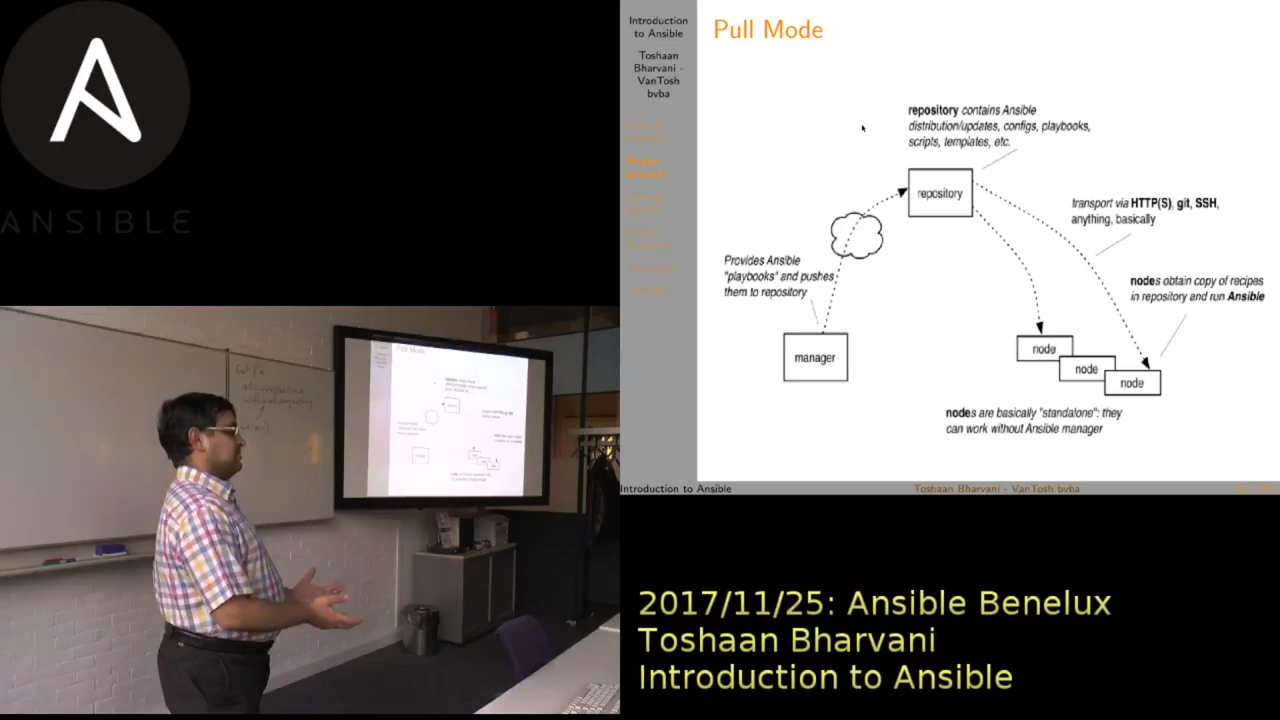 ANSIBLE
Introduction
to Ansible
Toshaan
Bharvani -
VanTosh
bvba
Pull Mode
repository contains Ansible
distribution/updates, configs, playbooks,
scripts, templates, etc.
repository
transport via HTTP(S), git, SSH,
anything, basically
Provides Ansible
"playbooks" and pushes
them to repository
nodes obtain copy of recipes
in repository and run Ansible
manager
node
node
node
nodes are basically "standalone": they
can work without Ansible manager
Introduction to Ansible
Toshaan Bharvani - VanTosh bvba
Pull Mode
2017/11/25: Ansible Benelux
Toshaan Bharvani
Introduction to Ansible